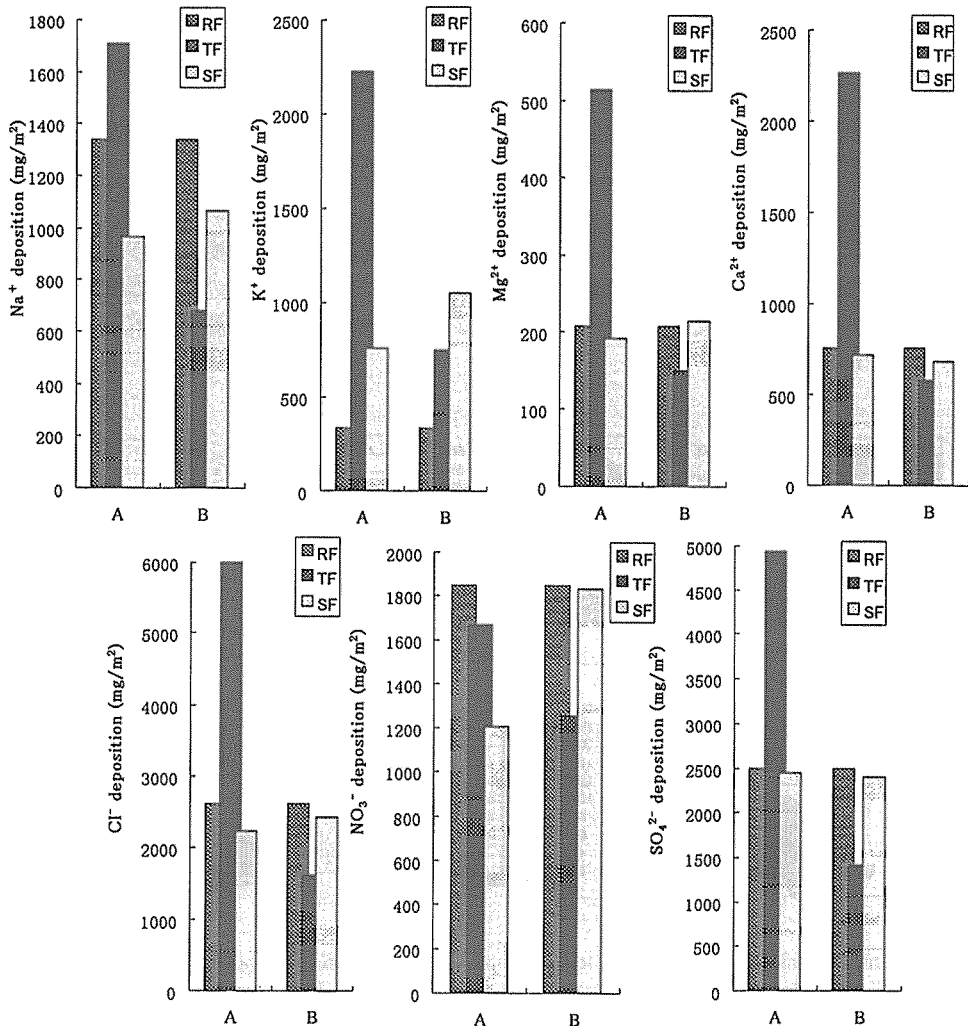 Na⁺ deposition (mg/m²)
1800
1600
1400
1200
1000
800
600
400
200
0
RF
TF
SF
A
B
K⁺ deposition (mg/m²)
2500
2000
1500
1000
500
0
RF
TF
SF
A
B
Mg²⁺ deposition (mg/m²)
600
500
400
300
200
100
0
RF
TF
SF
A
B
Ca²⁺ deposition (mg/m²)
2500
2000
1500
1000
500
0
RF
TF
SF
A
B
Cl⁻ deposition (mg/m²)
6000
5000
4000
3000
2000
1000
0
RF
TF
SF
A
B
NO₃⁻ deposition (mg/m²)
2000
1800
1600
1400
1200
1000
800
600
400
200
0
RF
TF
SF
A
B
SO₄²⁻ deposition (mg/m²)
5000
4500
4000
3500
3000
2500
2000
1500
1000
500
0
RF
TF
SF
A
B